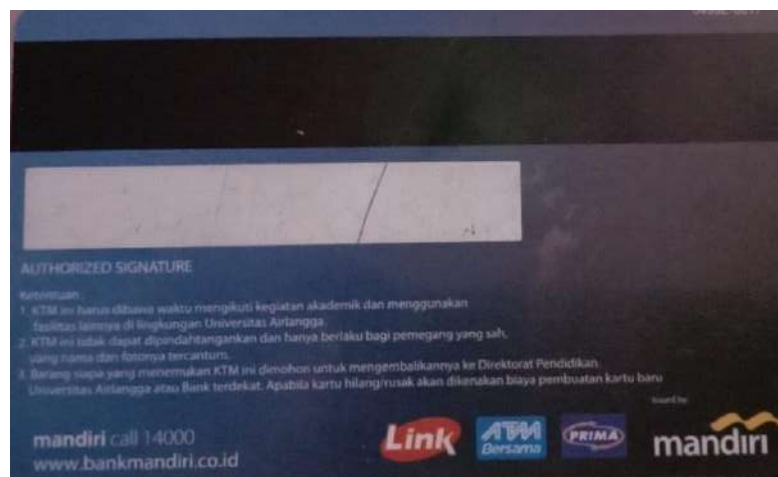 AUTHORIZED SIGNATURE
Ketentuan :
1. KTM ini harus dibawa waktu mengikuti kegiatan akademik dan menggunakan
fasilitas lainnya di lingkungan Universitas Airlangga.
2. KTM ini tidak dapat dipindahtangankan dan hanya berlaku bagi pemegang yang sah,
yang nama dan fotonya tercantum.
3. Barang siapa yang menemukan KTM ini dimohon untuk mengembalikannya ke Direktorat Pendidikan
Universitas Airlangga atau Bank terdekat. Apabila kartu hilang/rusak akan dikenakan biaya pembuatan kartu baru
mandiri call 14000
www.bankmandiri.co.id
Link
ATM Bersama
PRIMA
Issued by
mandiri